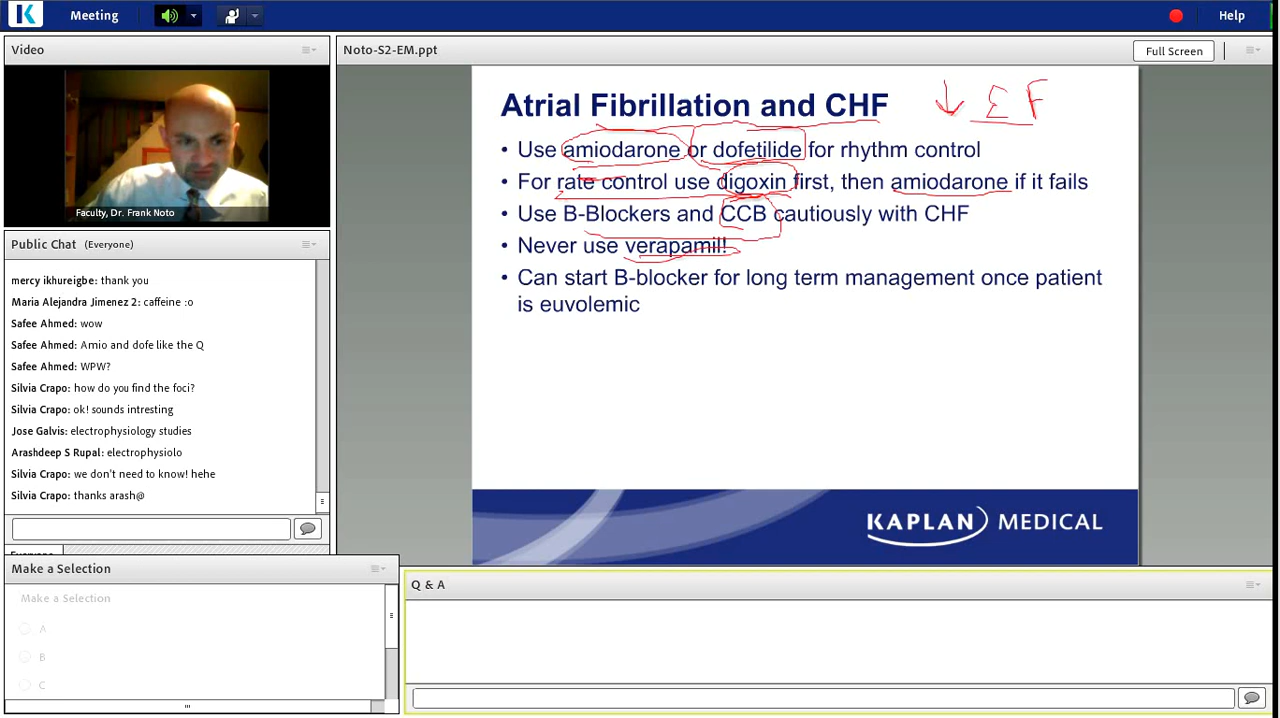 Meeting
Help
Video
Faculty, Dr. Frank Noto
Public Chat (Everyone)
mercy ikhureigbe: thank you
Maria Alejandra Jimenez 2: caffeine :o
Safee Ahmed: wow
Safee Ahmed: Amio and dofe like the Q
Safee Ahmed: WPW?
Silvia Crapo: how do you find the foci?
Silvia Crapo: ok! sounds intresting
Jose Galvis: electrophysiology studies
Arashdeep S Rupal: electrophysiolo
Silvia Crapo: we don't need to know! hehe
Silvia Crapo: thanks arash@
Everyone
Make a Selection
Make a Selection
A
B
C
Noto-S2-EM.ppt
Full Screen
Atrial Fibrillation and CHF
↓ EF
• Use amiodarone or dofetilide for rhythm control
• For rate control use digoxin first, then amiodarone if it fails
• Use B-Blockers and CCB cautiously with CHF
• Never use verapamil!
• Can start B-blocker for long term management once patient
is euvolemic
KAPLAN MEDICAL
Q & A